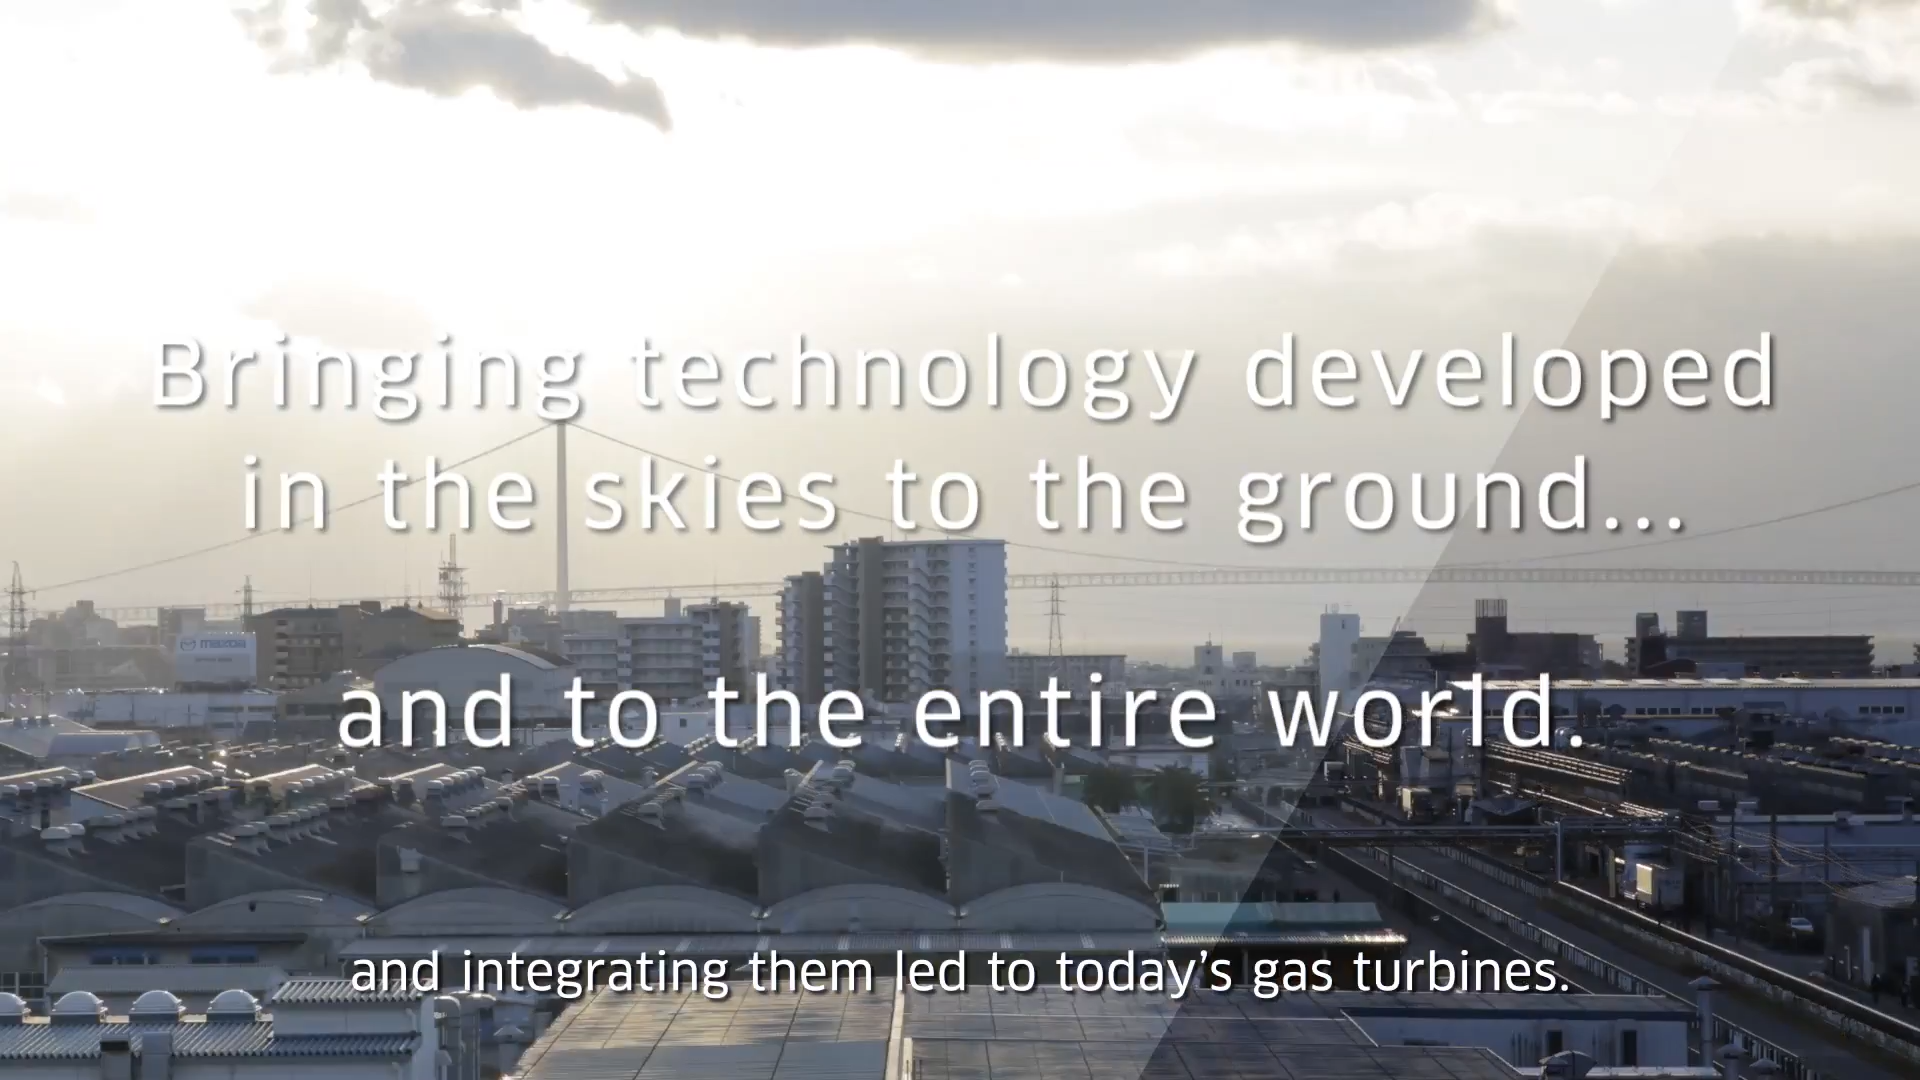 Bringing technology developed
in the skies to the ground...
mazda
and to the entire world.
and integrating them led to today's gas turbines.